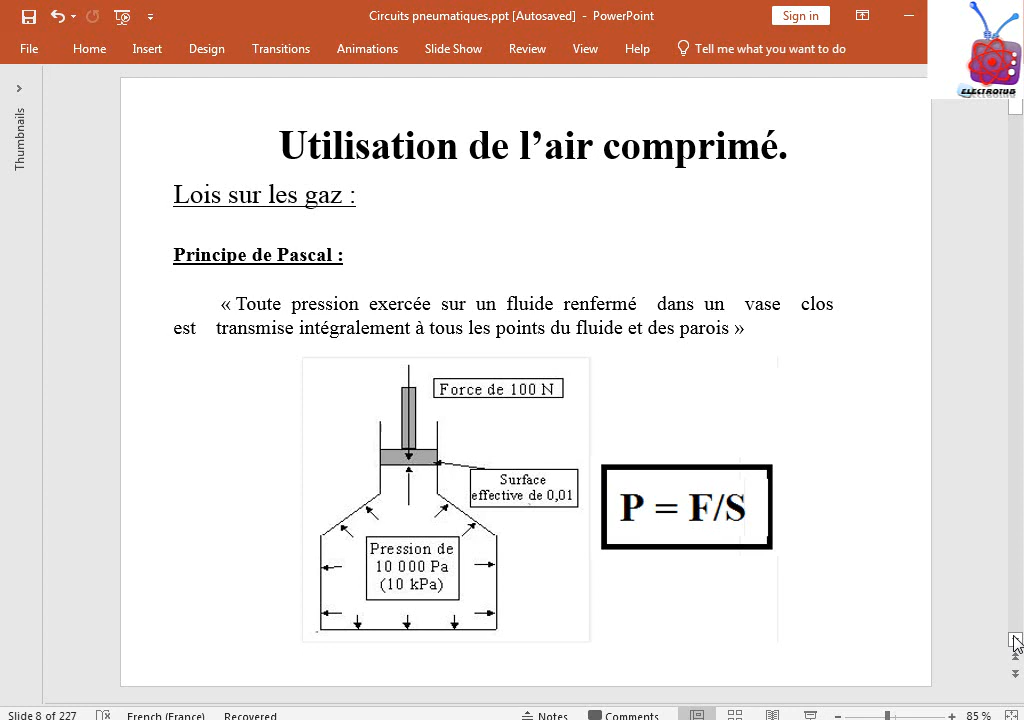 Circuits pneumatiques.ppt [Autosaved] - PowerPoint
Sign in
File Home Insert Design Transitions Animations Slide Show Review View Help Tell me what you want to do
ELECTROTUB
Thumbnails
Utilisation de l’air comprimé.
Lois sur les gaz :
Principe de Pascal :
« Toute pression exercée sur un fluide renfermé dans un vase clos
est transmise intégralement à tous les points du fluide et des parois »
Force de 100 N
Surface
effective de 0,01
P = F/S
Pression de
10 000 Pa
(10 kPa)
Slide 8 of 227 French (France) Recovered Notes Comments 85 %